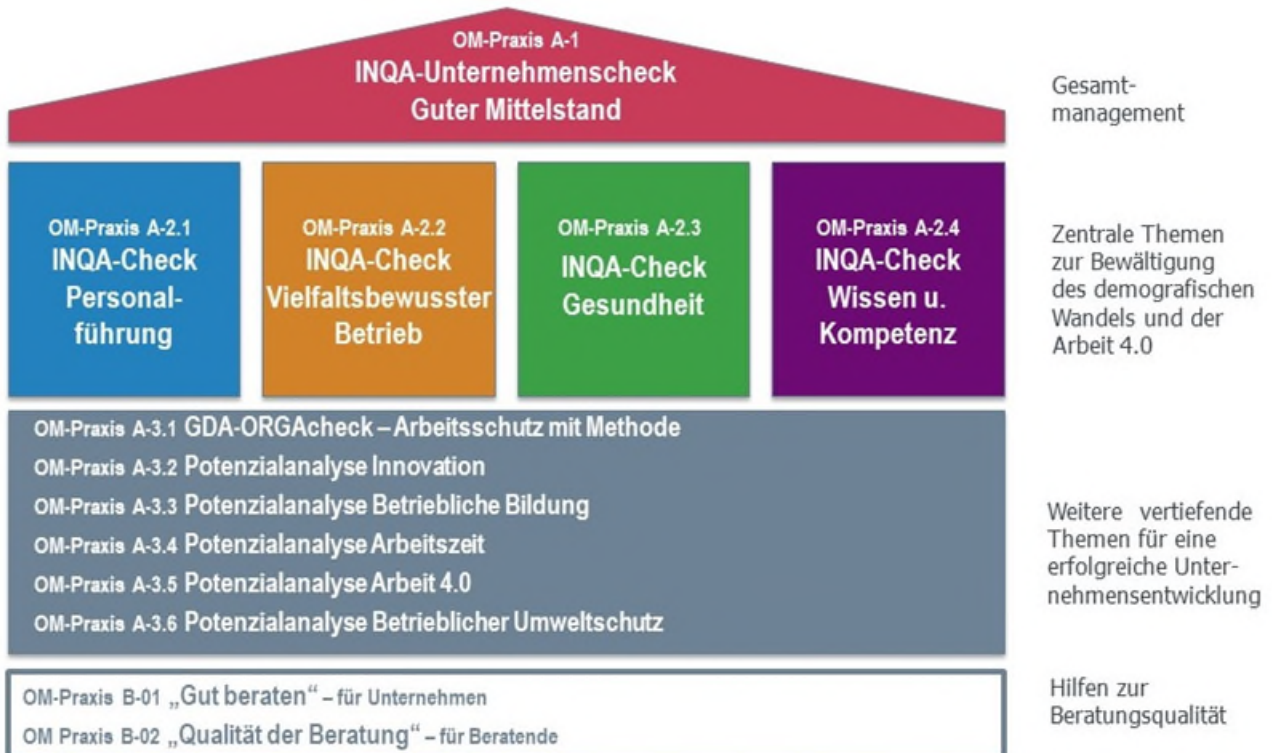 OM-Praxis A-1
INQA-Unternehmenscheck
Guter Mittelstand
Gesamt-
management
OM-Praxis A-2.1
INQA-Check
Personal-
führung
OM-Praxis A-2.2
INQA-Check
Vielfaltsbewusster
Betrieb
OM-Praxis A-2.3
INQA-Check
Gesundheit
OM-Praxis A-2.4
INQA-Check
Wissen u.
Kompetenz
Zentrale Themen
zur Bewältigung
des demografischen
Wandels und der
Arbeit 4.0
OM-Praxis A-3.1 GDA-ORGAcheck – Arbeitsschutz mit Methode
OM-Praxis A-3.2 Potenzialanalyse Innovation
OM-Praxis A-3.3 Potenzialanalyse Betriebliche Bildung
OM-Praxis A-3.4 Potenzialanalyse Arbeitszeit
OM-Praxis A-3.5 Potenzialanalyse Arbeit 4.0
OM-Praxis A-3.6 Potenzialanalyse Betrieblicher Umweltschutz
Weitere vertiefende
Themen für eine
erfolgreiche Unter-
nehmensentwicklung
OM-Praxis B-01 „Gut beraten“ – für Unternehmen
OM Praxis B-02 „Qualität der Beratung“ – für Beratende
Hilfen zur
Beratungsqualität